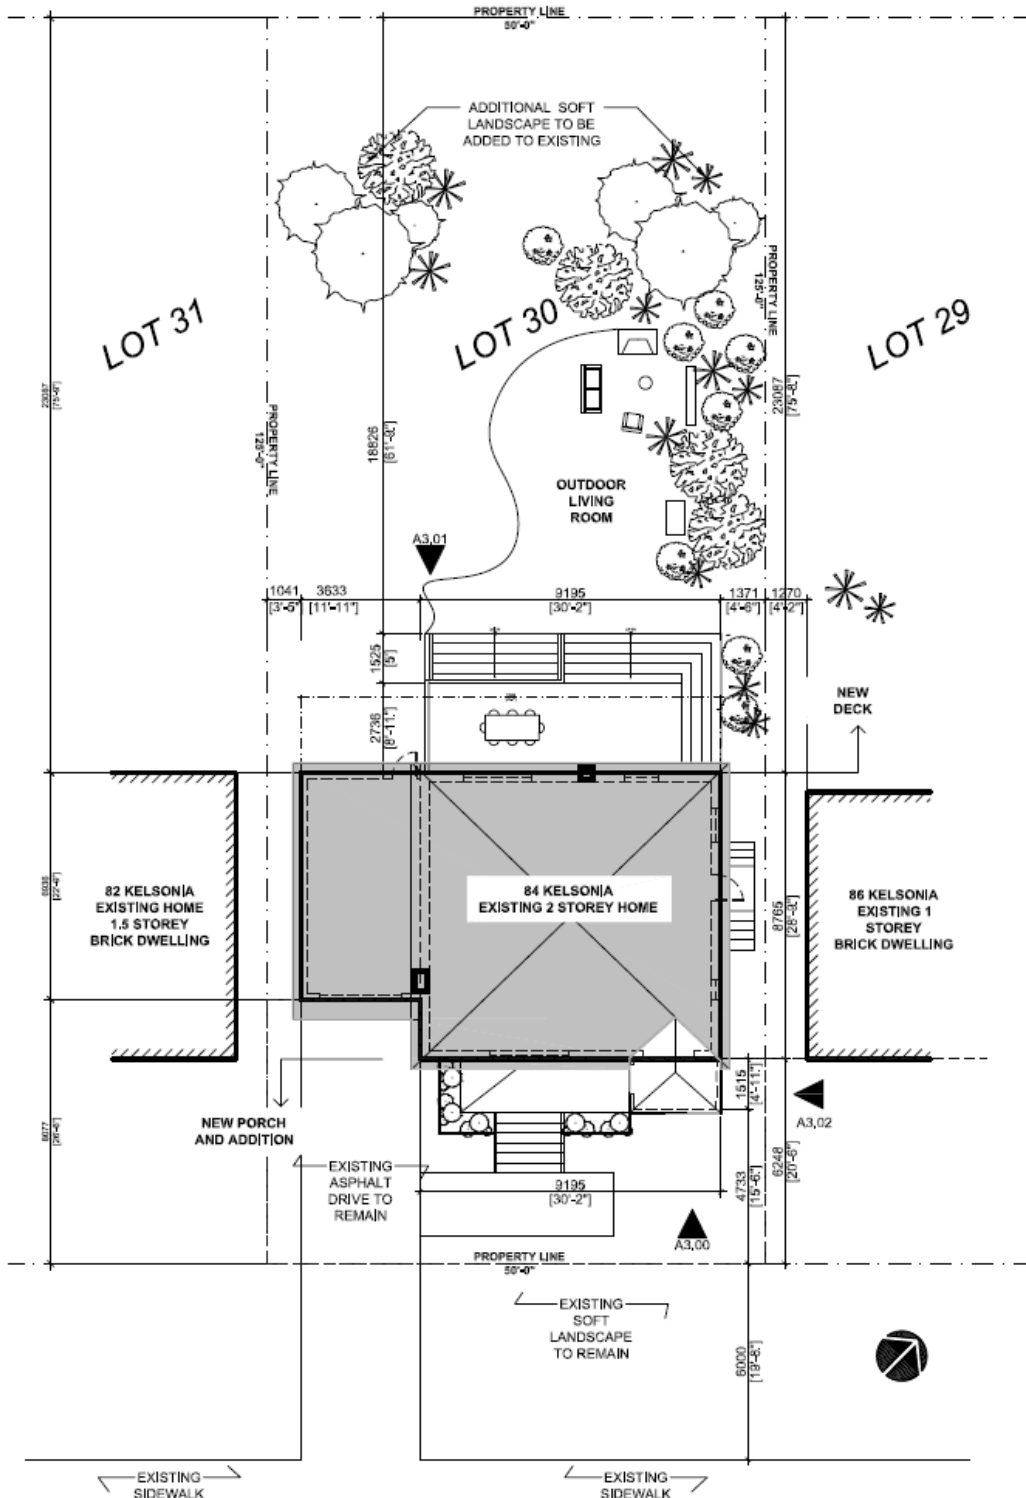 PROPERTY LINE
50'-0"
ADDITIONAL SOFT
LANDSCAPE TO BE
ADDED TO EXISTING
LOT 31
LOT 30
LOT 29
PROPERTY LINE
125'-0"
PROPERTY LINE
125'-0"
23087
18826
[61'-9"]
23087
[75'-8"]
OUTDOOR
LIVING
ROOM
A3.01
1041
[3'-5"]
3633
[11'-11"]
9195
[30'-2"]
1371
[4'-6"]
1270
[4'-2"]
1525
[5']
2736
[8'-11"]
NEW
DECK
82 KELSONIA
EXISTING HOME
1.5 STOREY
BRICK DWELLING
84 KELSONIA
EXISTING 2 STOREY HOME
86 KELSONIA
EXISTING 1
STOREY
BRICK DWELLING
8765
[28'-9"]
1515
[4'-11"]
A3.02
NEW PORCH
AND ADDITION
8077
[26'-6"]
EXISTING
ASPHALT
DRIVE TO
REMAIN
9195
[30'-2"]
4733
[15'-6"]
6248
[20'-6"]
A3.00
PROPERTY LINE
50'-0"
EXISTING
SOFT
LANDSCAPE
TO REMAIN
6000
[19'-8"]
EXISTING
SIDEWALK
EXISTING
SIDEWALK